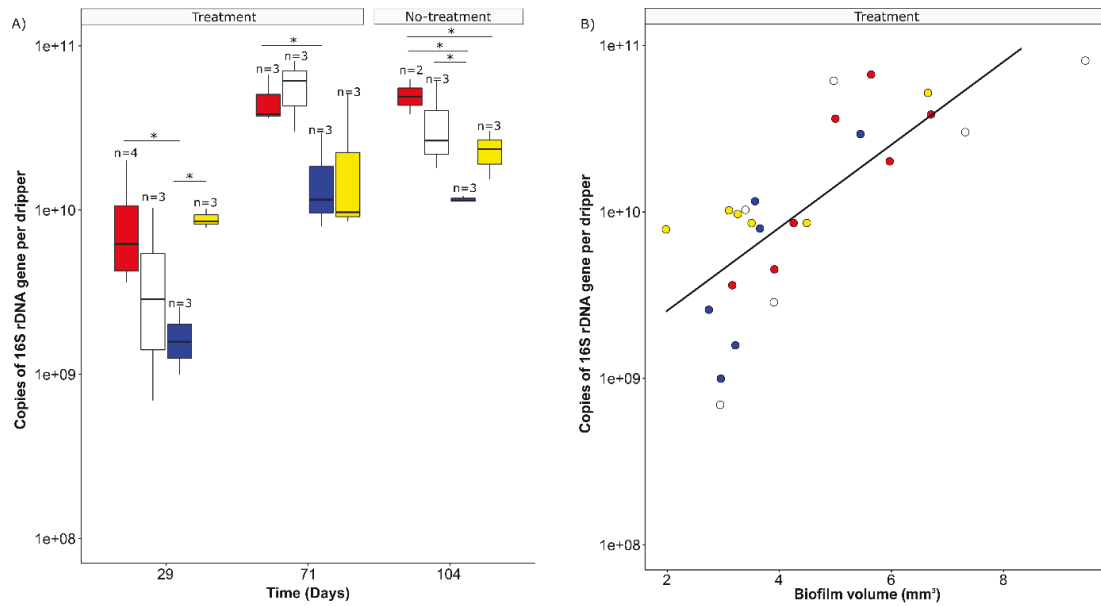 A)
Treatment
No-treatment
Copies of 16S rDNA gene per dripper
1e+11
1e+10
1e+09
1e+08
n=4
n=3
n=3
n=3
*
*
n=3
n=3
n=3
n=3
*
n=2
n=3
n=3
n=3
*
*
*
29
71
104
Time (Days)
B)
Treatment
Copies of 16S rDNA gene per dripper
1e+11
1e+10
1e+09
1e+08
2
4
6
8
Biofilm volume (mm³)